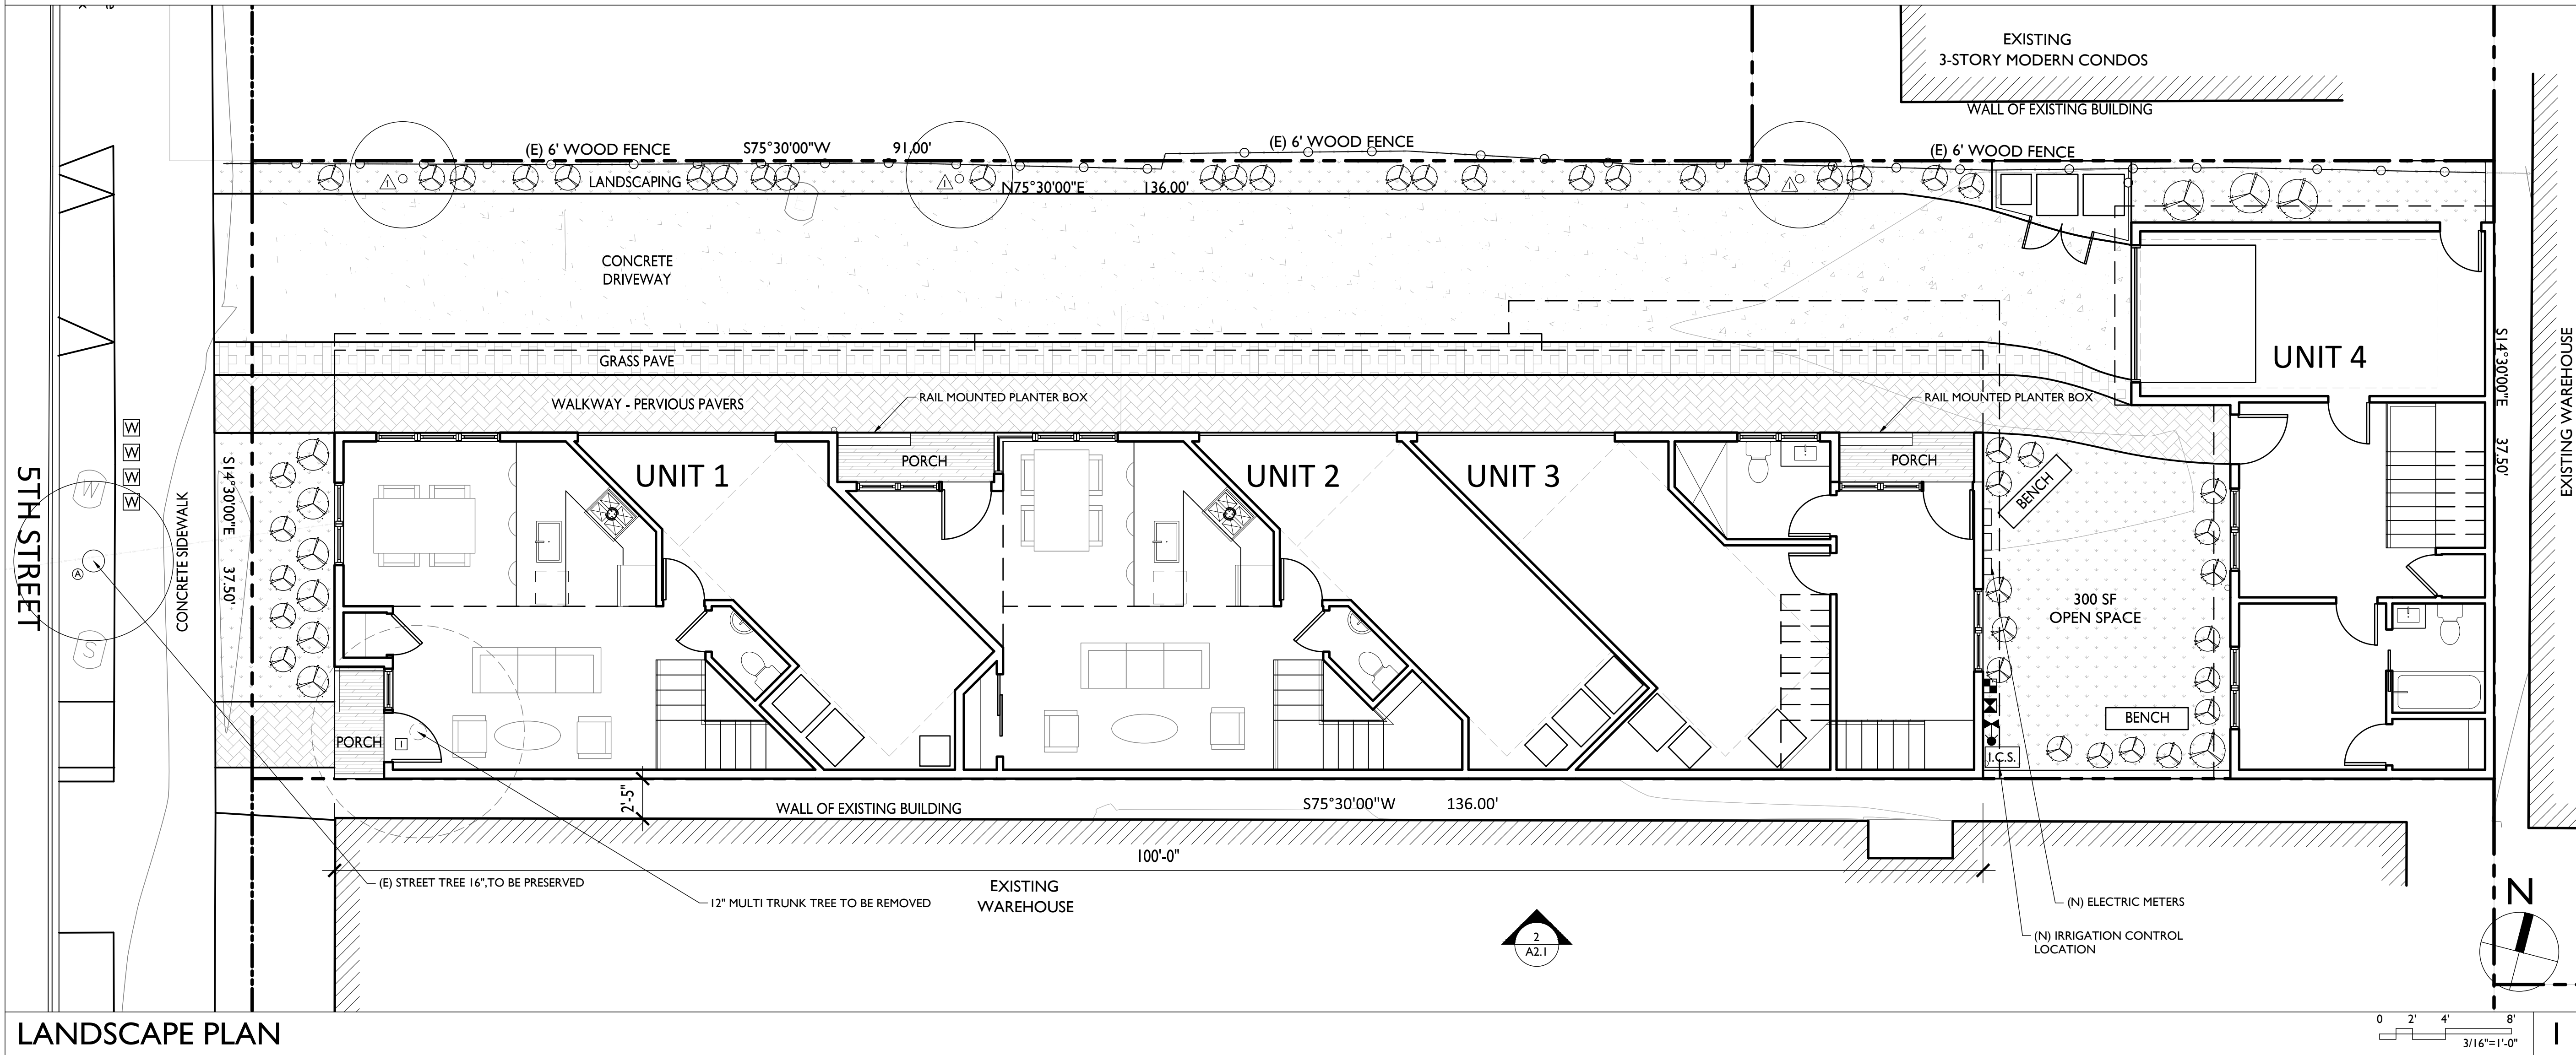 EXISTING
3-STORY MODERN CONDOS
WALL OF EXISTING BUILDING
(E) 6' WOOD FENCE
S75°30'00"W
91.00'
(E) 6' WOOD FENCE
(E) 6' WOOD FENCE
LANDSCAPING
N75°30'00"E
136.00'
1
1
1
CONCRETE
DRIVEWAY
GRASS PAVE
WALKWAY - PERVIOUS PAVERS
RAIL MOUNTED PLANTER BOX
RAIL MOUNTED PLANTER BOX
UNIT 4
S14°30'00"E
37.50'
EXISTING WAREHOUSE
W
W
W
W
W
S
A
5TH STREET
CONCRETE SIDEWALK
S14°30'00"E
37.50'
UNIT 1
PORCH
UNIT 2
UNIT 3
PORCH
BENCH
300 SF
OPEN SPACE
BENCH
I.C.S.
PORCH
1
2'-5"
WALL OF EXISTING BUILDING
S75°30'00"W
136.00'
100'-0"
(E) STREET TREE 16",TO BE PRESERVED
12" MULTI TRUNK TREE TO BE REMOVED
EXISTING
WAREHOUSE
2
A2.1
(N) ELECTRIC METERS
(N) IRRIGATION CONTROL
LOCATION
N
LANDSCAPE PLAN
0 2' 4' 8'
3/16"=1'-0"
1